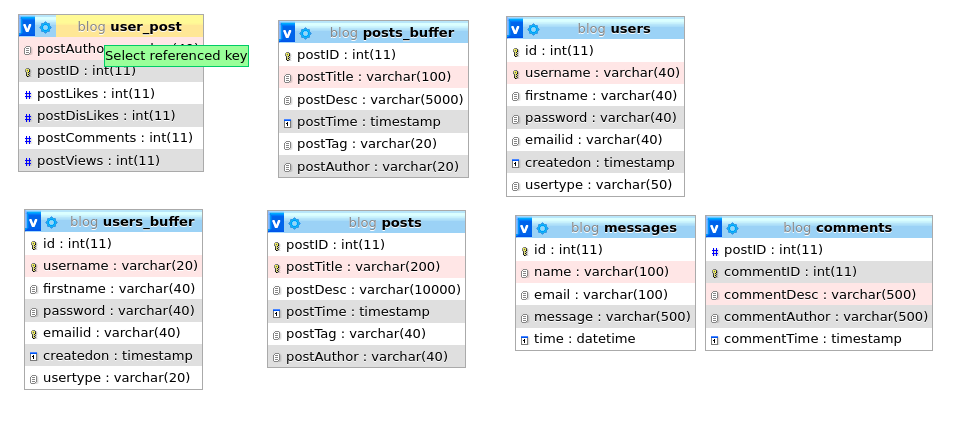 v blog user_post
postAutho
Select referenced key
postID : int(11)
# postLikes : int(11)
# postDisLikes : int(11)
# postComments : int(11)
# postViews : int(11)
v blog posts_buffer
postID : int(11)
postTitle : varchar(100)
postDesc : varchar(5000)
postTime : timestamp
postTag : varchar(20)
postAuthor : varchar(20)
v blog users
id : int(11)
username : varchar(40)
firstname : varchar(40)
password : varchar(40)
emailid : varchar(40)
createdon : timestamp
usertype : varchar(50)
v blog users_buffer
id : int(11)
username : varchar(20)
firstname : varchar(40)
password : varchar(40)
emailid : varchar(40)
createdon : timestamp
usertype : varchar(20)
v blog posts
postID : int(11)
postTitle : varchar(200)
postDesc : varchar(10000)
postTime : timestamp
postTag : varchar(40)
postAuthor : varchar(40)
v blog messages
id : int(11)
name : varchar(100)
email : varchar(100)
message : varchar(500)
time : datetime
v blog comments
# postID : int(11)
commentID : int(11)
commentDesc : varchar(500)
commentAuthor : varchar(500)
commentTime : timestamp